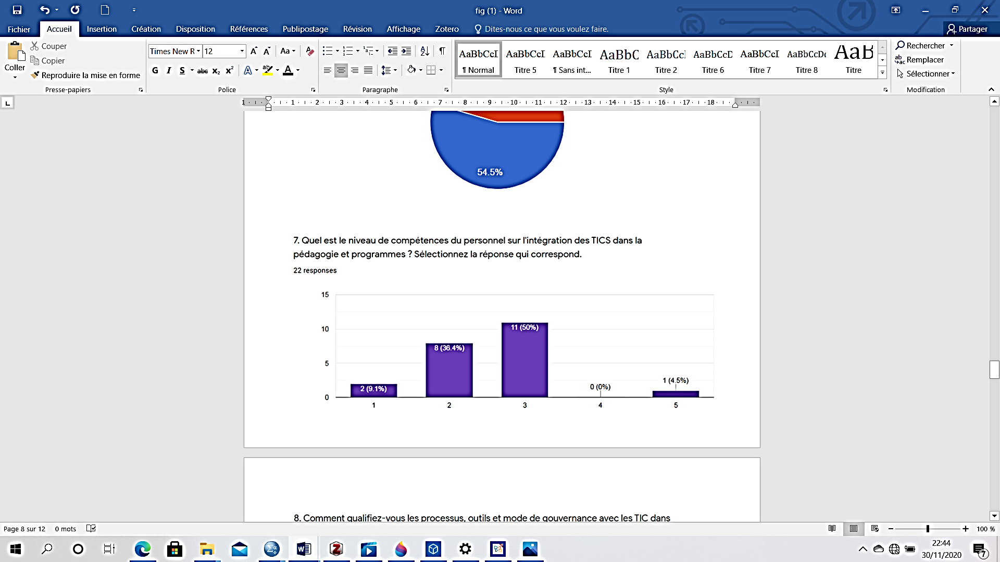 fig (1) - Word
Fichier Accueil Insertion Création Disposition Références Publipostage Révision Affichage Zotero Dites-nous ce que vous voulez faire. Partager
Coller
Couper
Copier
Reproduire la mise en forme
Presse-papiers
Times New R 12 Aa
G I S abc x₂ x² A ab A
Police
Paragraphe
AaBbCcI AaBbCcI AaBbCcI AaBbC AaBbCc AaBbCcD AaBbCcI AaBbCcDc AaB
¶ Normal Titre 5 ¶ Sans int... Titre 1 Titre 2 Titre 6 Titre 7 Titre 8 Titre
Style
Rechercher
Remplacer
Sélectionner
Modification
L
1 1 2 3 4 5 6 7 8 9 10 11 12 13 14 15 16 17 18
54.5%
7. Quel est le niveau de compétences du personnel sur l'intégration des TICS dans la
pédagogie et programmes ? Sélectionnez la réponse qui correspond.
22 responses
15
10
5
0
2 (9.1%) 8 (36.4%) 11 (50%) 0 (0%) 1 (4.5%)
1 2 3 4 5
8. Comment qualifiez-vous les processus, outils et mode de gouvernance avec les TIC dans
Page 8 sur 12 0 mots 100 %
22:44
30/11/2020
7